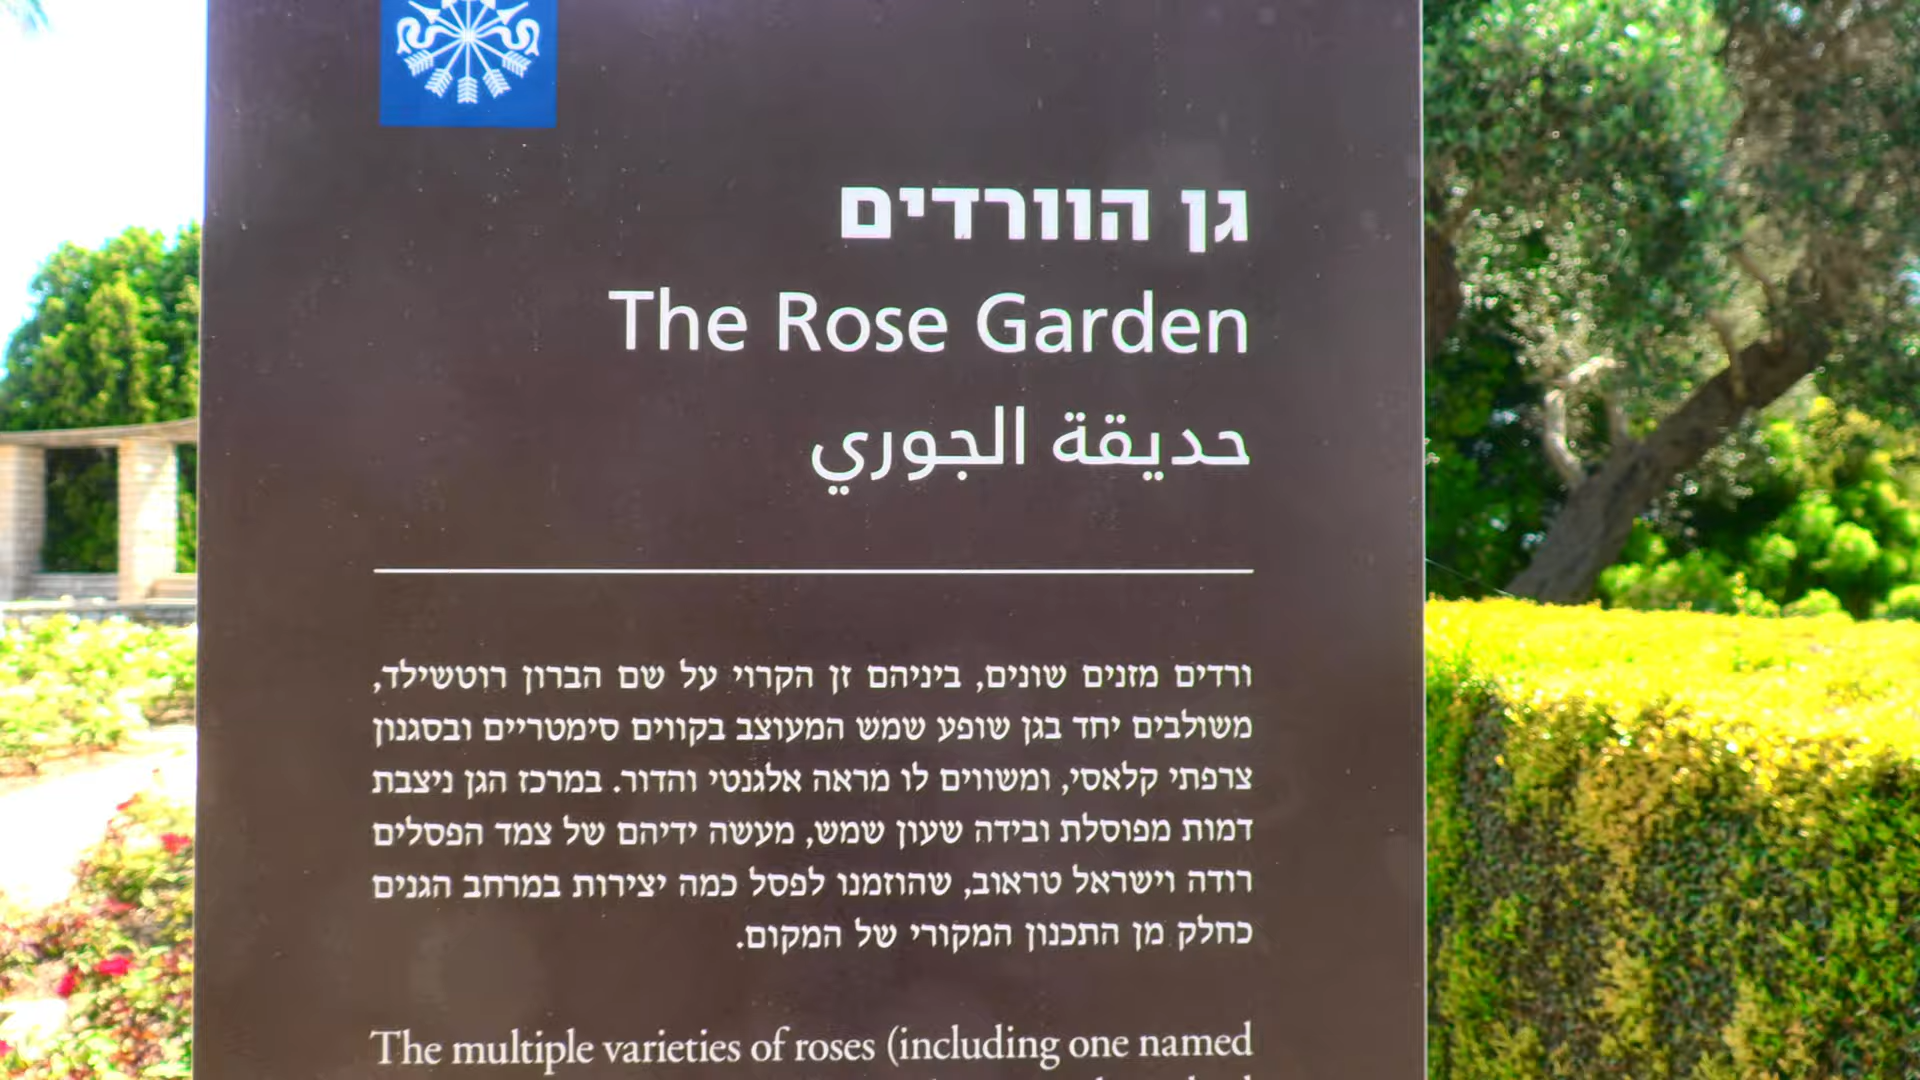 גן הוורדים
The Rose Garden
حديقة الجوري
ורדים מזנים שונים, ביניהם זן הקרוי על שם הברון רוטשילד,
משולבים יחד בגן שופע שמש המעוצב בקווים סימטריים ובסגנון
צרפתי קלאסי, ומשווים לו מראה אלגנטי והדור. במרכז הגן ניצבת
דמות מפוסלת ובידה שעון שמש, מעשה ידיהם של צמד הפסלים
רודה וישראל טראוב, שהוזמנו לפסל כמה יצירות במרחב הגנים
כחלק מן התכנון המקורי של המקום.
The multiple varieties of roses (including one named